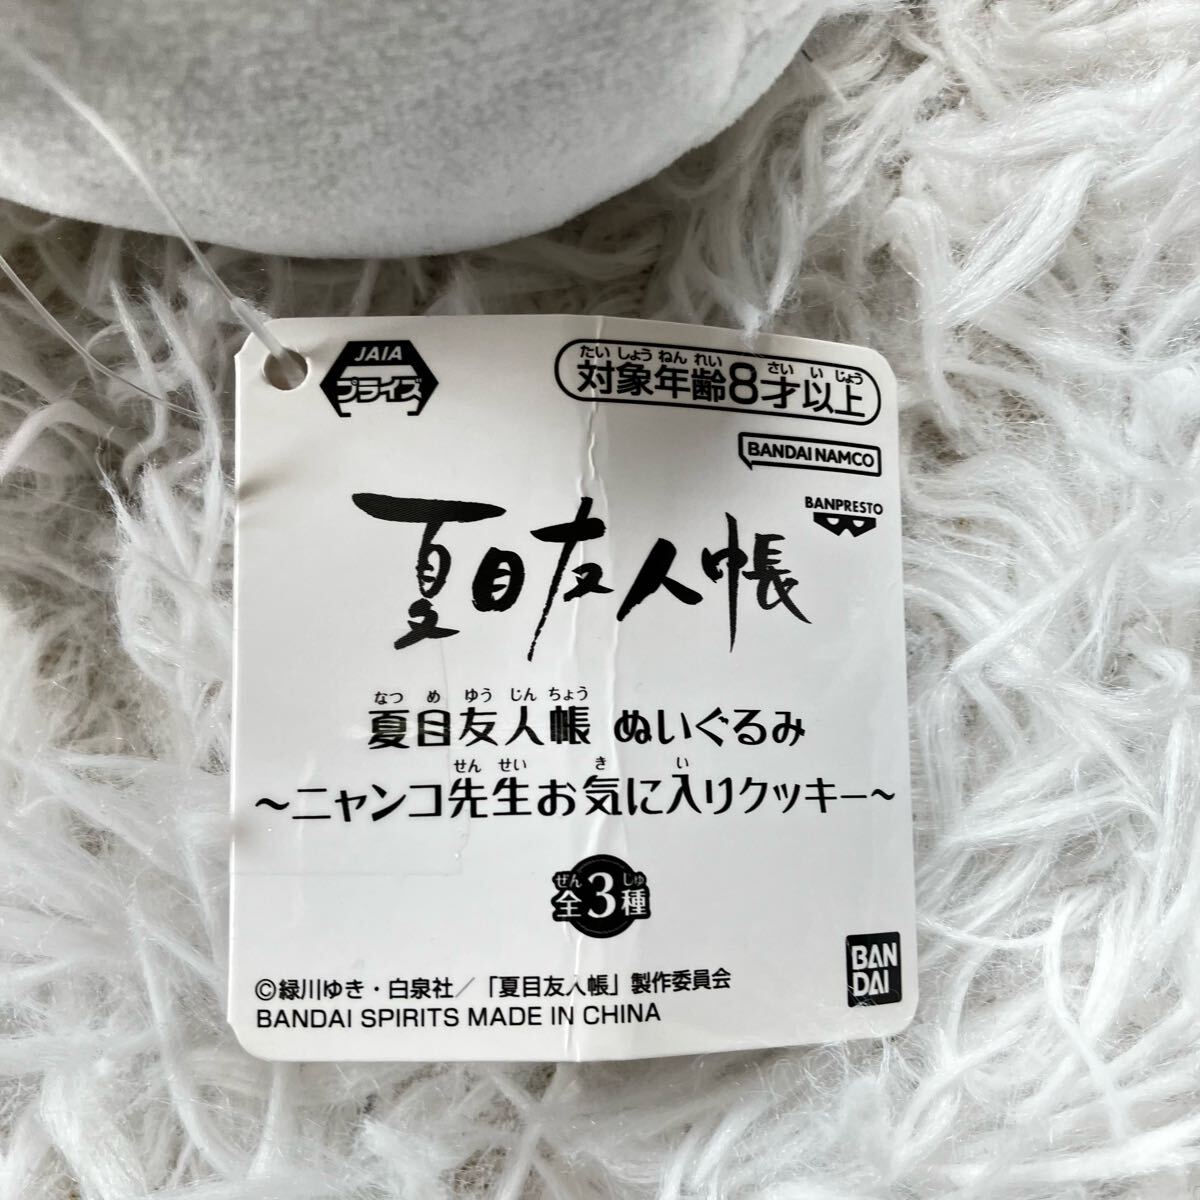 JAIA
プライズ
たいしょうねんれい さい いじょう
対象年齢8才以上
BANDAI NAMCO
BANPRESTO
夏目友人帳
なつ め ゆう じん ちょう
夏目友人帳 ぬいぐるみ
せん せい き い
～ニャンコ先生お気に入りクッキー～
ぜん しゅ
全3種
©緑川ゆき・白泉社／「夏目友人帳」製作委員会
BANDAI SPIRITS MADE IN CHINA
BAN
DAI